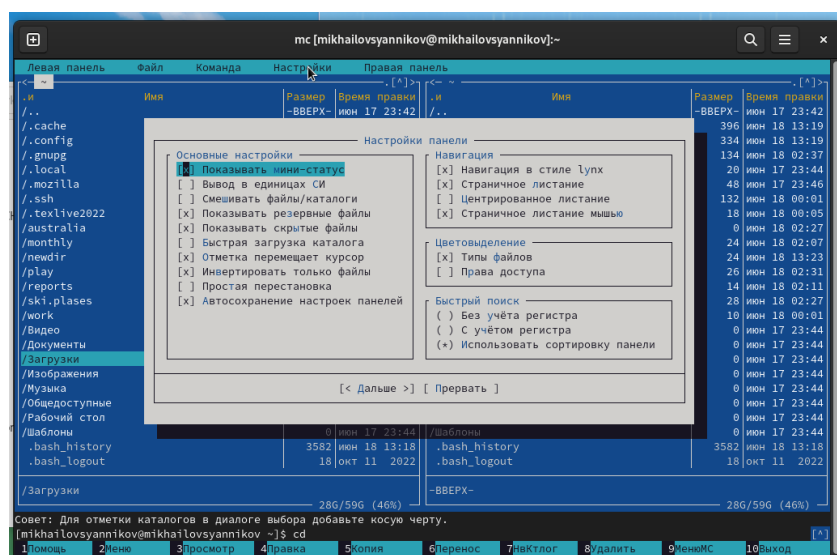 mc [mikhailovsyannikov@mikhailovsyannikov]:~
Левая панель Файл Команда Настройки Правая панель
<- ~ .[^]> <- ~ .[^]>
.и Имя Размер Время правки .и Имя Размер Время правки
/.. -ВВЕРХ- июн 17 23:42 /.. -ВВЕРХ- июн 17 23:42
/.cache 396 июн 18 13:19
/.config Настройки панели 334 июн 18 13:19
/.gnupg Основные настройки Навигация 134 июн 18 02:37
/.local [x] Показывать мини-статус [x] Навигация в стиле lynx 20 июн 17 23:44
/.mozilla [ ] Вывод в единицах СИ [x] Страничное листание 48 июн 17 23:46
/.ssh [ ] Смешивать файлы/каталоги [ ] Центрированное листание 132 июн 18 00:01
/.texlive2022 [x] Показывать резервные файлы [x] Страничное листание мышью 18 июн 18 00:05
/australia [x] Показывать скрытые файлы 0 июн 18 02:27
/monthly [ ] Быстрая загрузка каталога Цветовыделение 24 июн 18 02:07
/newdir [x] Отметка перемещает курсор [x] Типы файлов 24 июн 18 13:23
/play [x] Инвертировать только файлы [ ] Права доступа 26 июн 18 02:31
/reports [ ] Простая перестановка 14 июн 18 02:11
/ski.plases [x] Автосохранение настроек панелей Быстрый поиск 28 июн 18 02:27
/work ( ) Без учёта регистра 10 июн 18 00:01
/Видео ( ) С учётом регистра 0 июн 17 23:44
/Документы (*) Использовать сортировку панели 0 июн 17 23:44
/Загрузки 0 июн 17 23:44
/Изображения 0 июн 17 23:44
/Музыка [< Дальше >] [ Прервать ] 0 июн 17 23:44
/Общедоступные 0 июн 17 23:44
/Рабочий стол 0 июн 17 23:44
/Шаблоны 0 июн 17 23:44 /Шаблоны 0 июн 17 23:44
.bash_history 3582 июн 18 13:18 .bash_history 3582 июн 18 13:18
.bash_logout 18 окт 11 2022 .bash_logout 18 окт 11 2022
/Загрузки -ВВЕРХ-
28G/59G (46%) 28G/59G (46%)
Совет: Для отметки каталогов в диалоге выбора добавьте косую черту.
[mikhailovsyannikov@mikhailovsyannikov ~]$ cd [^]
1Помощь 2Меню 3Просмотр 4Правка 5Копия 6Перенос 7НвКтлог 8Удалить 9МенюMC 10Выход